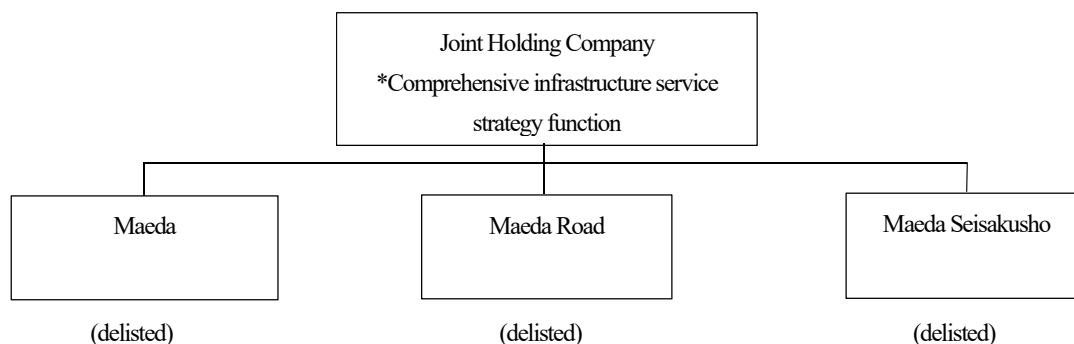 Joint Holding Company
*Comprehensive infrastructure service
strategy function
Maeda
Maeda Road
Maeda Seisakusho
(delisted)
(delisted)
(delisted)